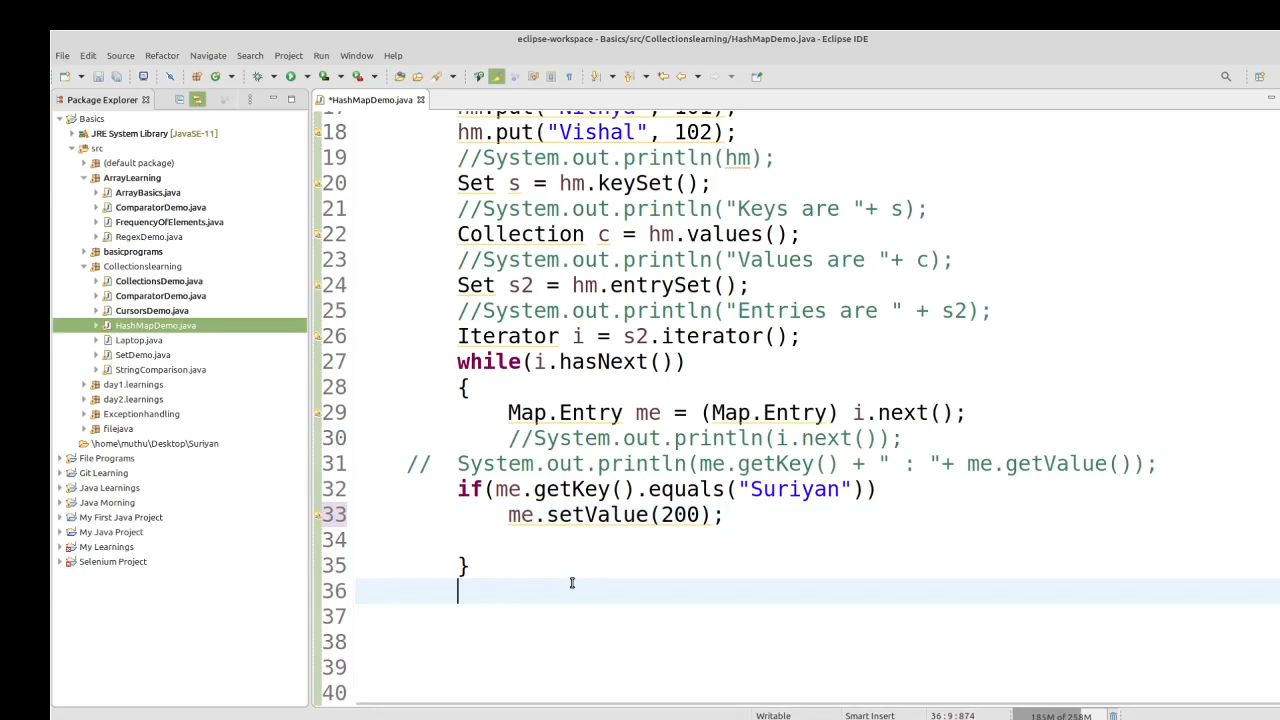 eclipse-workspace - Basics/src/Collectionslearning/HashMapDemo.java - Eclipse IDE
File Edit Source Refactor Navigate Search Project Run Window Help
Package Explorer
*HashMapDemo.java
Basics
JRE System Library [JavaSE-11]
src
(default package)
ArrayLearning
ArrayBasics.java
ComparatorDemo.java
FrequencyOfElements.java
RegexDemo.java
basicprograms
Collectionslearning
CollectionsDemo.java
ComparatorDemo.java
CursorsDemo.java
HashMapDemo.java
Laptop.java
SetDemo.java
StringComparison.java
day1.learnings
day2.learnings
Exceptionhandling
filejava
\home\muthu\Desktop\Suriyan
File Programs
Git Learning
Java Learnings
Java Morning
My First Java Project
My Java Project
My Learnings
Selenium Project
17 hm.put("Nithya", 101);
18 hm.put("Vishal", 102);
19 //System.out.println(hm);
20 Set s = hm.keySet();
21 //System.out.println("Keys are "+ s);
22 Collection c = hm.values();
23 //System.out.println("Values are "+ c);
24 Set s2 = hm.entrySet();
25 //System.out.println("Entries are " + s2);
26 Iterator i = s2.iterator();
27 while(i.hasNext())
28 {
29 Map.Entry me = (Map.Entry) i.next();
30 //System.out.println(i.next());
31 // System.out.println(me.getKey() + " : "+ me.getValue());
32 if(me.getKey().equals("Suriyan"))
33 me.setValue(200);
34
35 }
36
37
38
39
40
Writable Smart Insert 36:9:874 185M of 258M